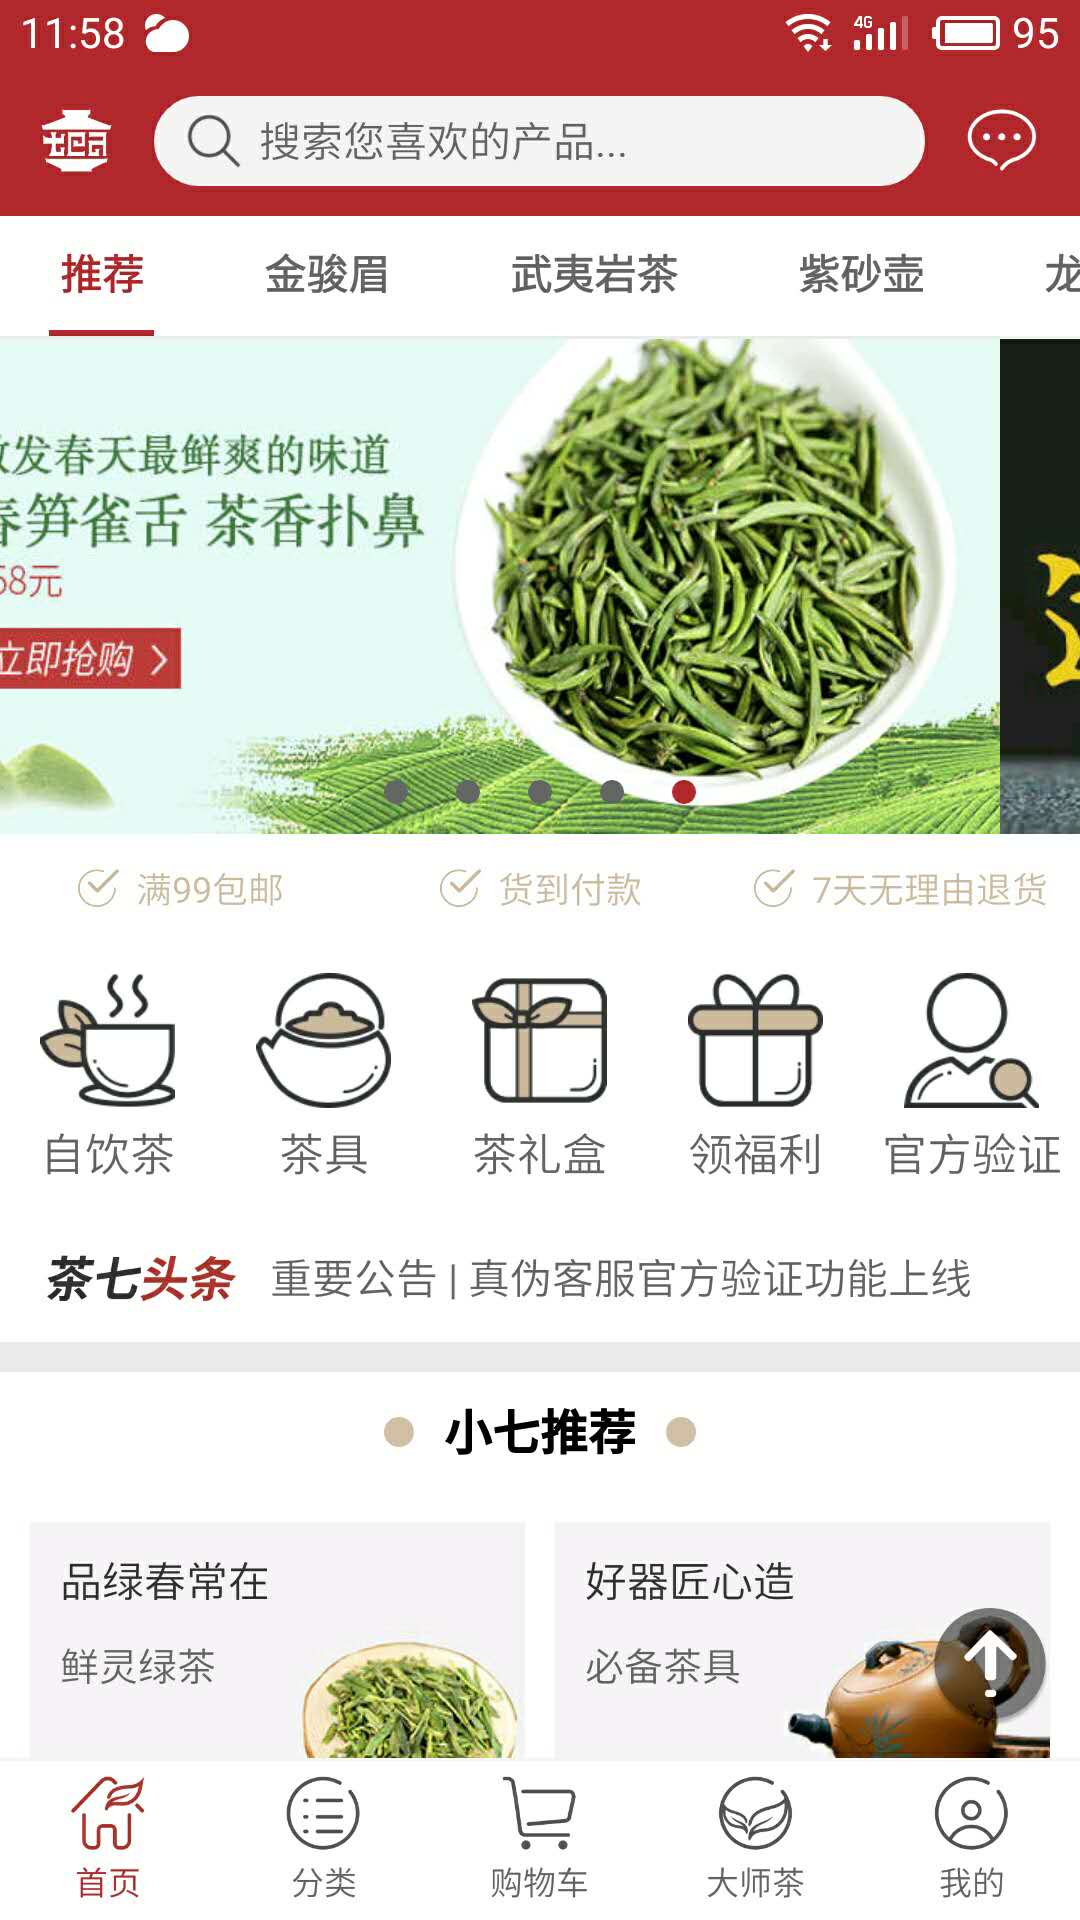 11:58
4G
95
搜索您喜欢的产品...
推荐 金骏眉 武夷岩茶 紫砂壶 龙
发春天最鲜爽的味道
春笋雀舌 茶香扑鼻
68元
立即抢购
满99包邮 货到付款 7天无理由退货
自饮茶 茶具 茶礼盒 领福利 官方验证
茶七头条 重要公告 | 真伪客服官方验证功能上线
小七推荐
品绿春常在
鲜灵绿茶
好器匠心造
必备茶具
首页 分类 购物车 大师茶 我的